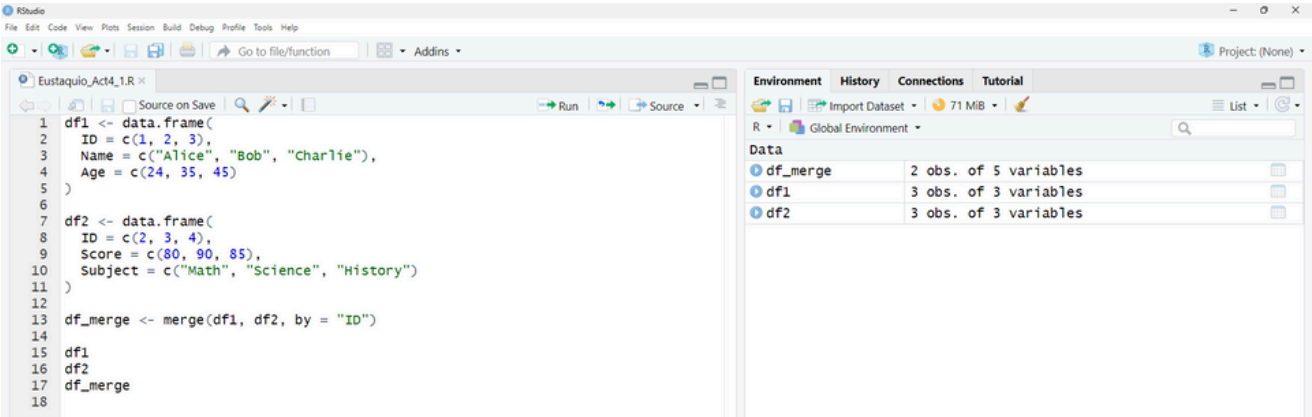 RStudio
File Edit Code View Plots Session Build Debug Profile Tools Help
Go to file/function Addins Project: (None)
Eustaquio_Act4_1.R
Source on Save Run Source
1 df1 <- data.frame(
2   ID = c(1, 2, 3),
3   Name = c("Alice", "Bob", "Charlie"),
4   Age = c(24, 35, 45)
5 )
6
7 df2 <- data.frame(
8   ID = c(2, 3, 4),
9   Score = c(80, 90, 85),
10   Subject = c("Math", "Science", "History")
11 )
12
13 df_merge <- merge(df1, df2, by = "ID")
14
15 df1
16 df2
17 df_merge
18
Environment History Connections Tutorial
Import Dataset 71 MiB List
R Global Environment
Data
df_merge 2 obs. of 5 variables
df1 3 obs. of 3 variables
df2 3 obs. of 3 variables